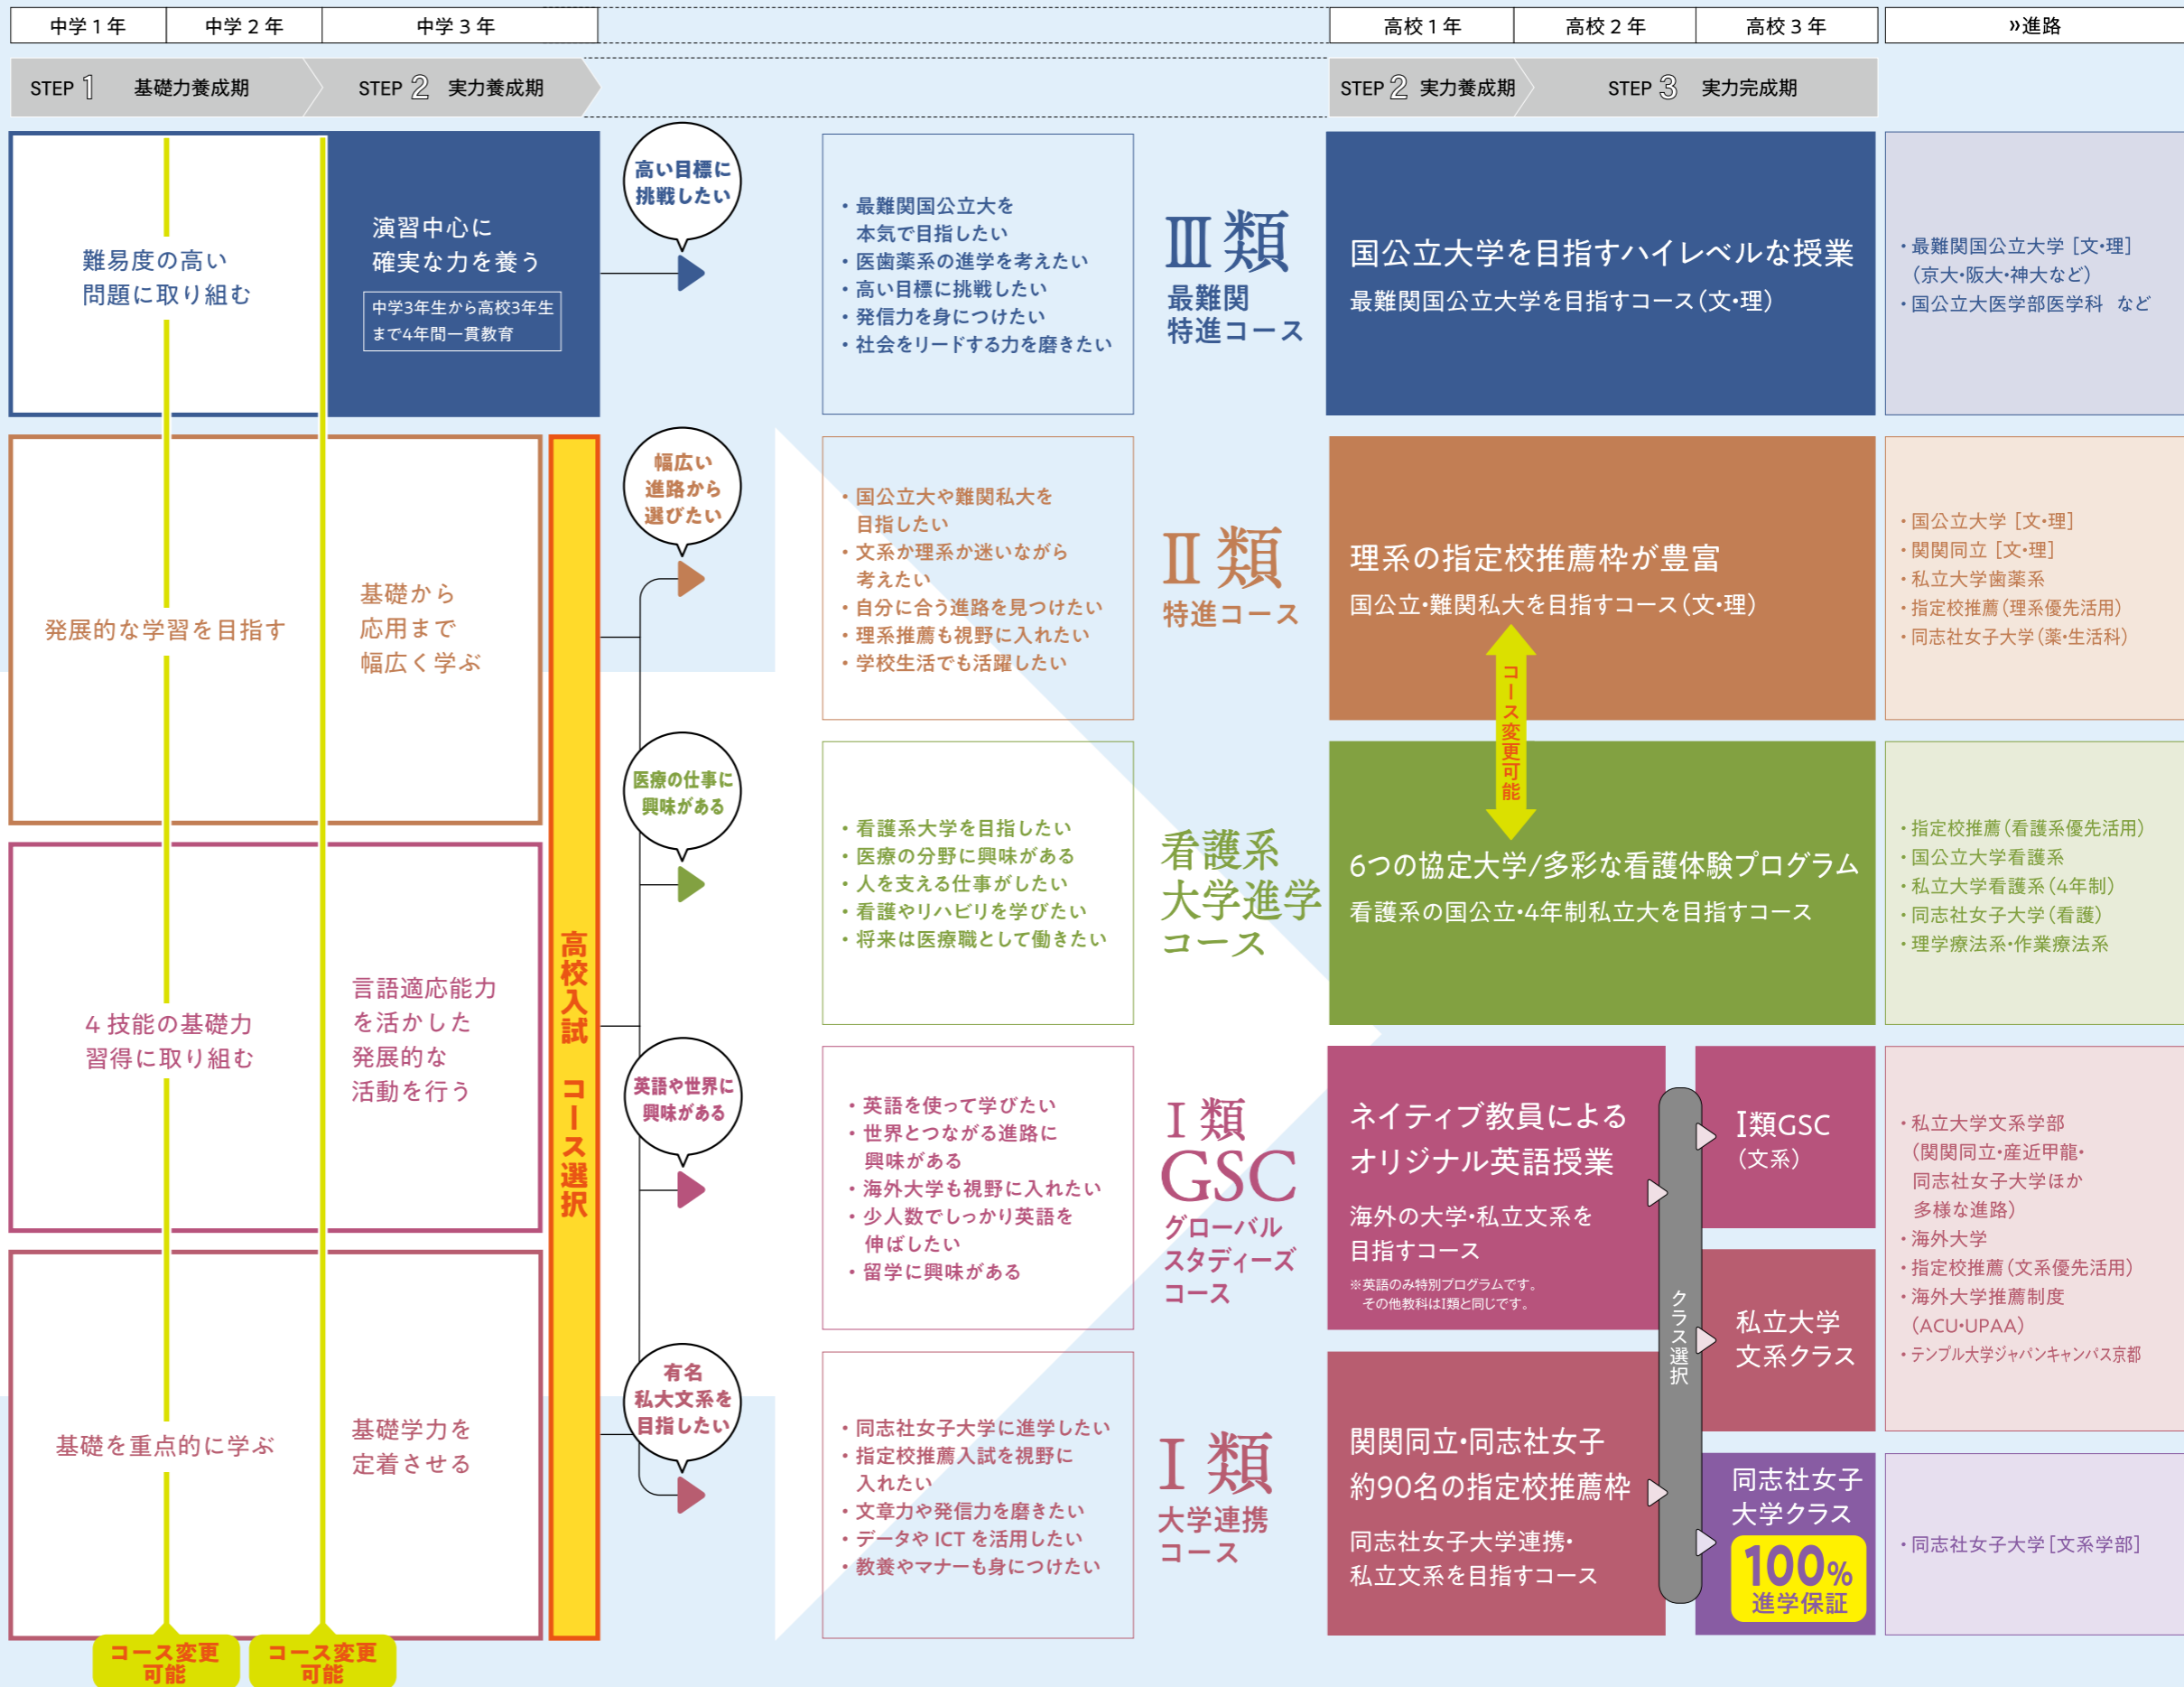 中学1年
中学2年
中学3年
高校1年
高校2年
高校3年
»進路
STEP 1 基礎力養成期
STEP 2 実力養成期
STEP 2 実力養成期
STEP 3 実力完成期
難易度の高い
問題に取り組む
演習中心に
確実な力を養う
中学3年生から高校3年生
まで4年間一貫教育
高い目標に
挑戦したい
・最難関国公立大を
本気で目指したい
・医歯薬系の進学を考えたい
・高い目標に挑戦したい
・発信力を身につけたい
・社会をリードする力を磨きたい
Ⅲ類
最難関
特進コース
国公立大学を目指すハイレベルな授業
最難関国公立大学を目指すコース（文・理）
・最難関国公立大学［文・理］
（京大・阪大・神大など）
・国公立大医学部医学科 など
発展的な学習を目指す
基礎から
応用まで
幅広く学ぶ
幅広い
進路から
選びたい
・国公立大や難関私大を
目指したい
・文系か理系か迷いながら
考えたい
・自分に合う進路を見つけたい
・理系推薦も視野に入れたい
・学校生活でも活躍したい
Ⅱ類
特進コース
理系の指定校推薦枠が豊富
国公立・難関私大を目指すコース（文・理）
コース変更可能
・国公立大学［文・理］
・関関同立［文・理］
・私立大学歯薬系
・指定校推薦（理系優先活用）
・同志社女子大学（薬・生活科）
高校入試 コース選択
医療の仕事に
興味がある
・看護系大学を目指したい
・医療の分野に興味がある
・人を支える仕事がしたい
・看護やリハビリを学びたい
・将来は医療職として働きたい
看護系
大学進学
コース
6つの協定大学/多彩な看護体験プログラム
看護系の国公立・4年制私立大を目指すコース
・指定校推薦（看護系優先活用）
・国公立大学看護系
・私立大学看護系（4年制）
・同志社女子大学（看護）
・理学療法系・作業療法系
4技能の基礎力
習得に取り組む
言語適応能力
を活かした
発展的な
活動を行う
英語や世界に
興味がある
・英語を使って学びたい
・世界とつながる進路に
興味がある
・海外大学も視野に入れたい
・少人数でしっかり英語を
伸ばしたい
・留学に興味がある
Ⅰ類
GSC
グローバル
スタディーズ
コース
ネイティブ教員による
オリジナル英語授業
海外の大学・私立文系を
目指すコース
※英語のみ特別プログラムです。
その他教科はⅠ類と同じです。
クラス選択
Ⅰ類GSC
（文系）
私立大学
文系クラス
・私立大学文系学部
（関関同立・産近甲龍・
同志社女子大学ほか
多様な進路）
・海外大学
・指定校推薦（文系優先活用）
・海外大学推薦制度
（ACU・UPAA）
・テンプル大学ジャパンキャンパス京都
基礎を重点的に学ぶ
基礎学力を
定着させる
有名
私大文系を
目指したい
・同志社女子大学に進学したい
・指定校推薦入試を視野に
入れたい
・文章力や発信力を磨きたい
・データや ICT を活用したい
・教養やマナーも身につけたい
Ⅰ類
大学連携
コース
関関同立・同志社女子
約90名の指定校推薦枠
同志社女子大学連携・
私立文系を目指すコース
同志社女子
大学クラス
100%
進学保証
・同志社女子大学［文系学部］
コース変更
可能
コース変更
可能